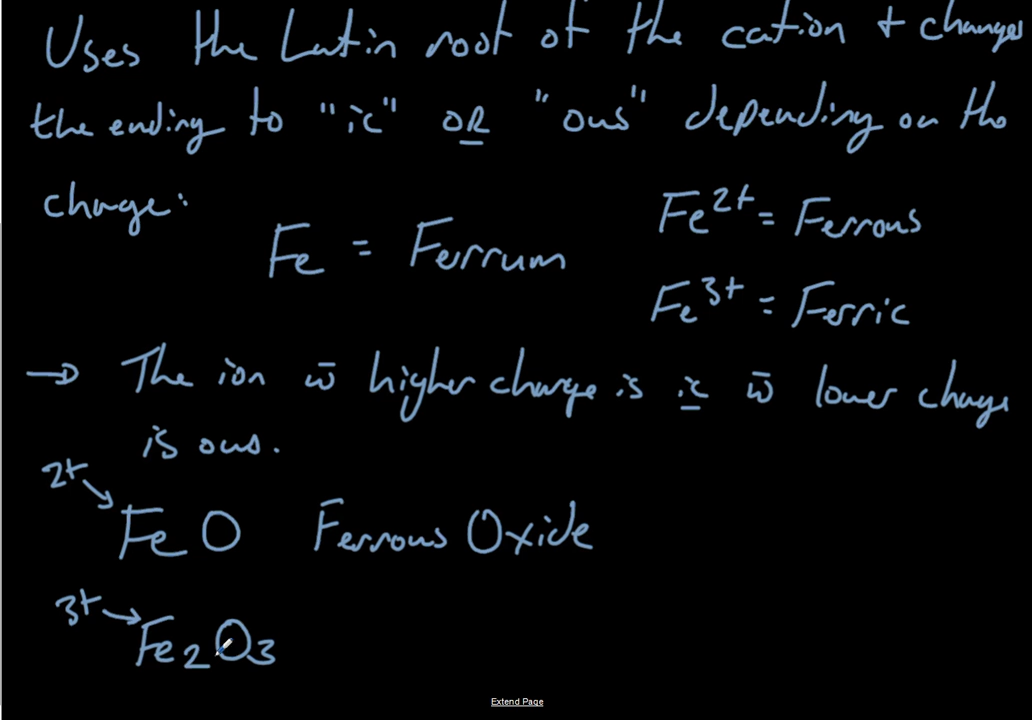 Uses the Latin root of the cation + changes
the ending to "ic" OR "ous" depending on the
charge:
Fe = Ferrum
Fe2+ = Ferrous
Fe3+ = Ferric
→ The ion w̄ higher charge is ic w̄ lower charge
is ous.
2+
FeO Ferrous Oxide
3+
Fe2O3
Extend Page